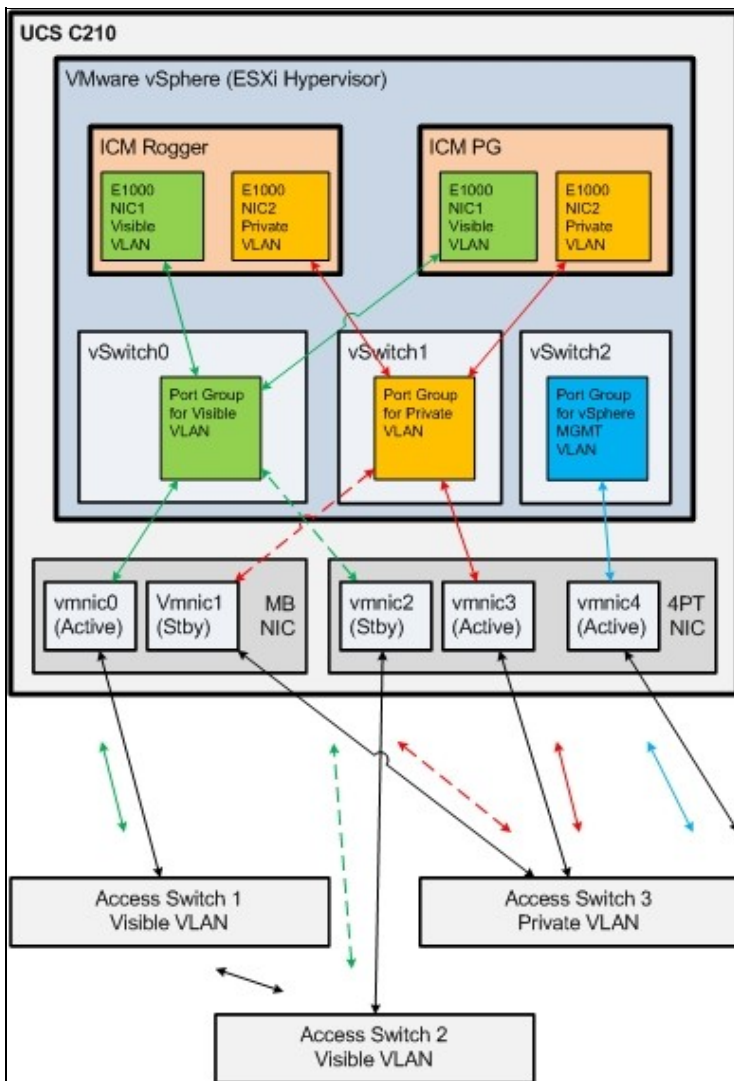 UCS C210
VMware vSphere (ESXi Hypervisor)
ICM Rogger
E1000
NIC1
Visible
VLAN
E1000
NIC2
Private
VLAN
ICM PG
E1000
NIC1
Visible
VLAN
E1000
NIC2
Private
VLAN
vSwitch0
Port Group
for Visible
VLAN
vSwitch1
Port Group
for Private
VLAN
vSwitch2
Port Group
for vSphere
MGMT
VLAN
vmnic0
(Active)
Vmnic1
(Stby)
MB
NIC
vmnic2
(Stby)
vmnic3
(Active)
vmnic4
(Active)
4PT
NIC
Access Switch 1
Visible VLAN
Access Switch 3
Private VLAN
Access Switch 2
Visible VLAN